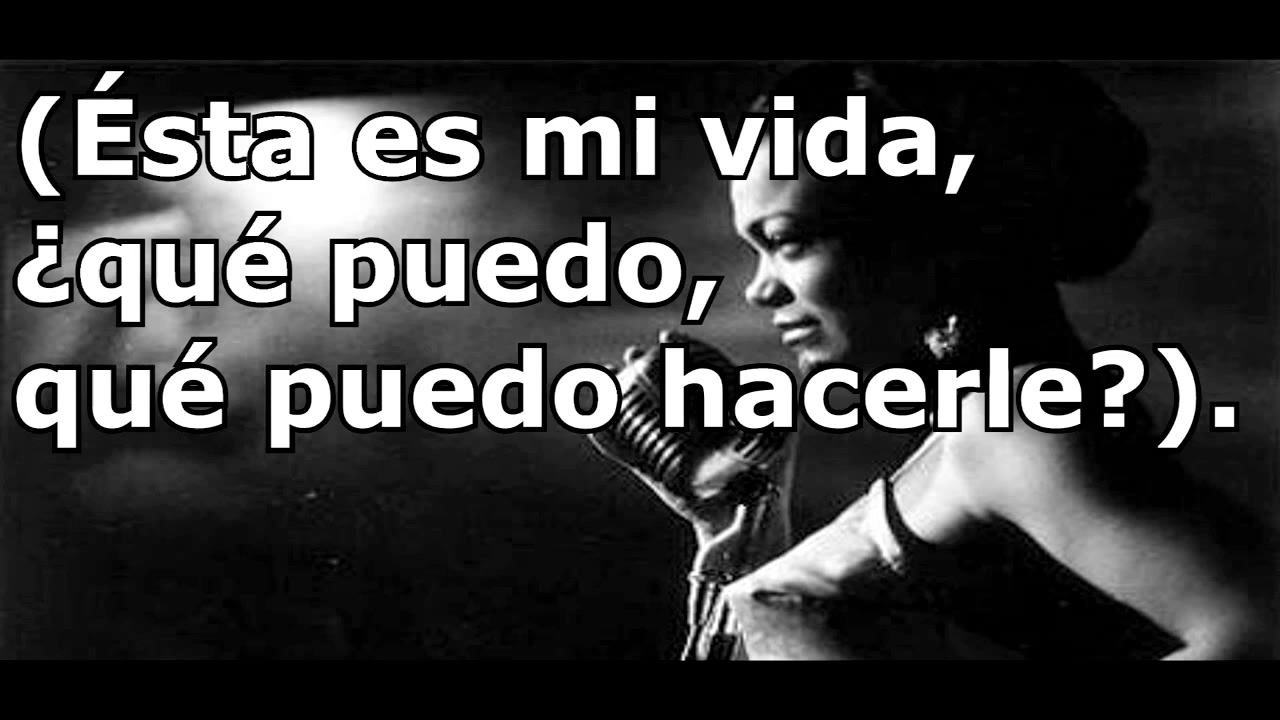 (Ésta es mi vida,
¿qué puedo,
qué puedo hacerle?).